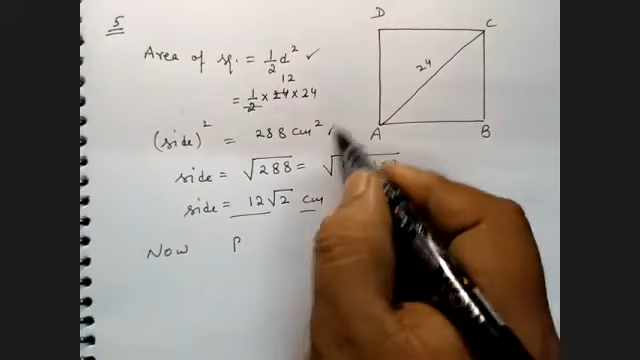 5
D
C
Area of sq. = 1/2 d² ✓
24
12
= 1/2 × 24 × 24
(side)² = 288 cm²
A
B
side = √288 = √
side = 12√2 cm
Now P